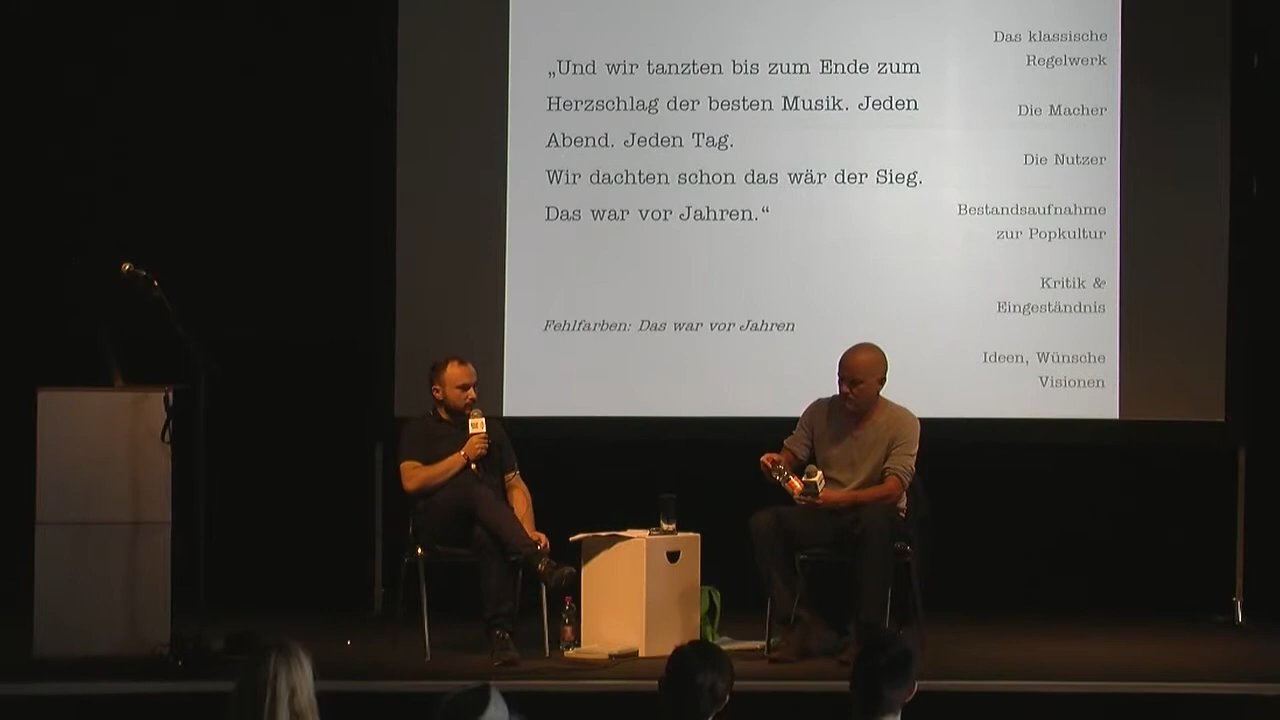 „Und wir tanzten bis zum Ende zum
Herzschlag der besten Musik. Jeden
Abend. Jeden Tag.
Wir dachten schon das wär der Sieg.
Das war vor Jahren.“
Fehlfarben: Das war vor Jahren
Das klassische
Regelwerk
Die Macher
Die Nutzer
Bestandsaufnahme
zur Popkultur
Kritik &
Eingeständnis
Ideen, Wünsche
Visionen